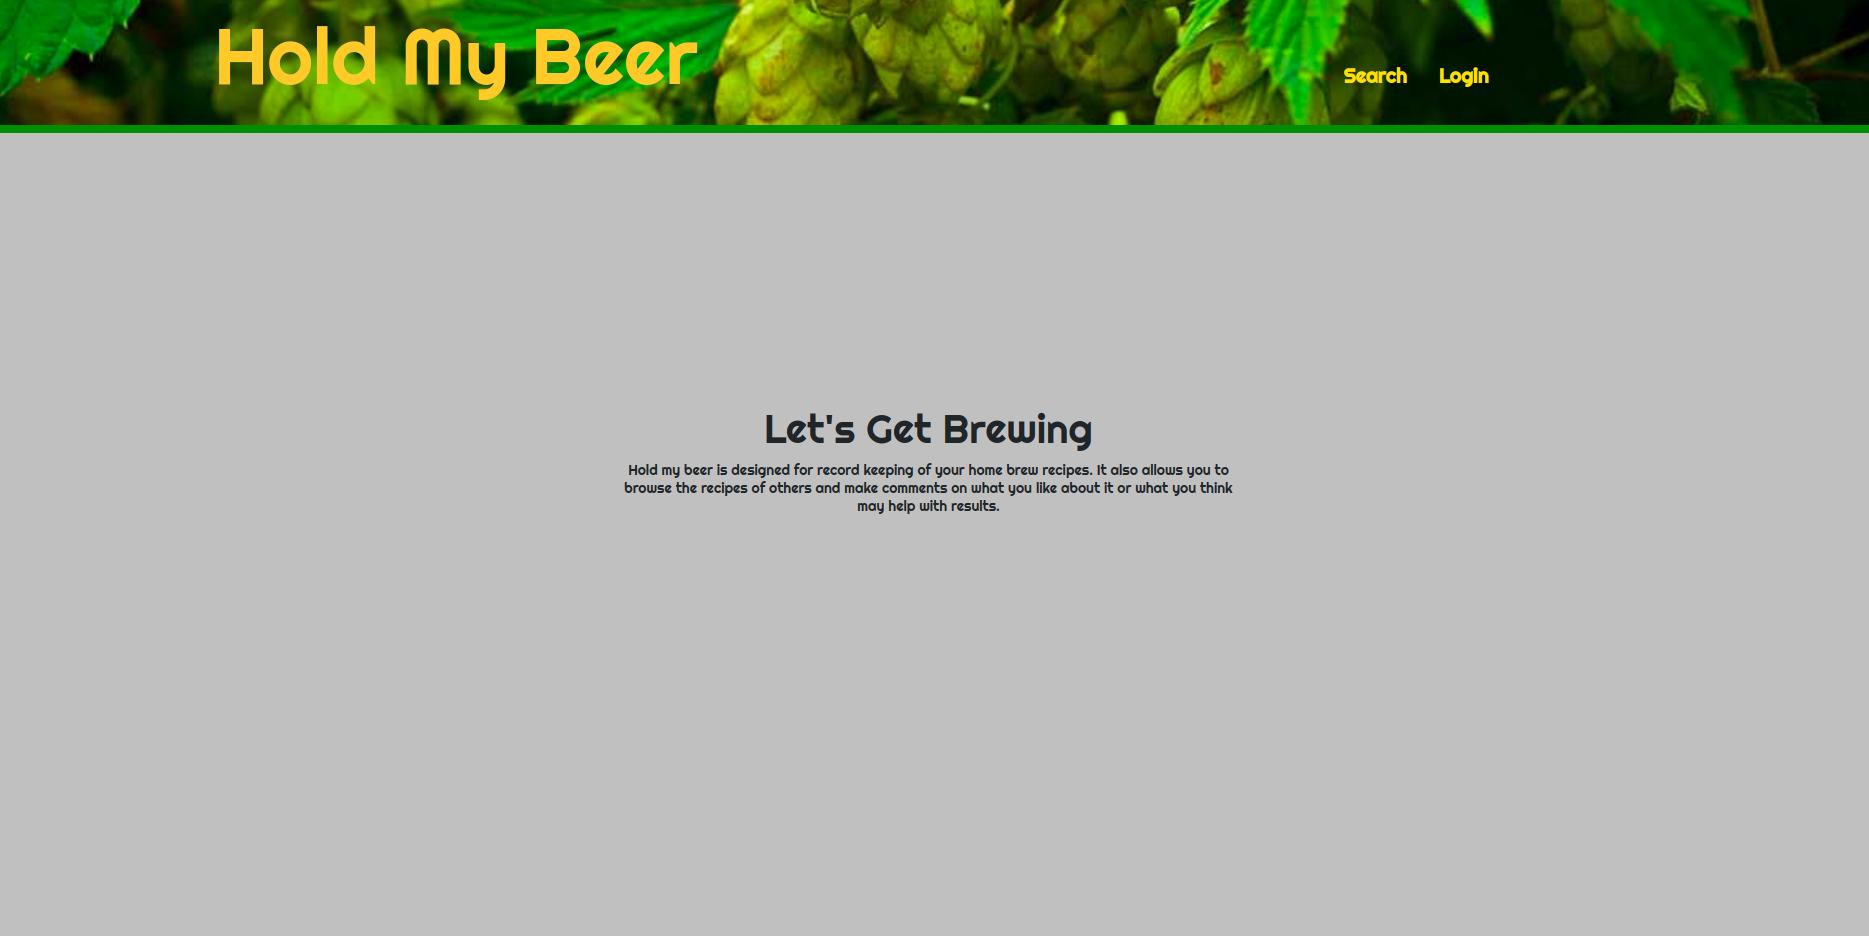 Hold My Beer
Search Login
Let's Get Brewing
Hold my beer is designed for record keeping of your home brew recipes. It also allows you to
browse the recipes of others and make comments on what you like about it or what you think
may help with results.